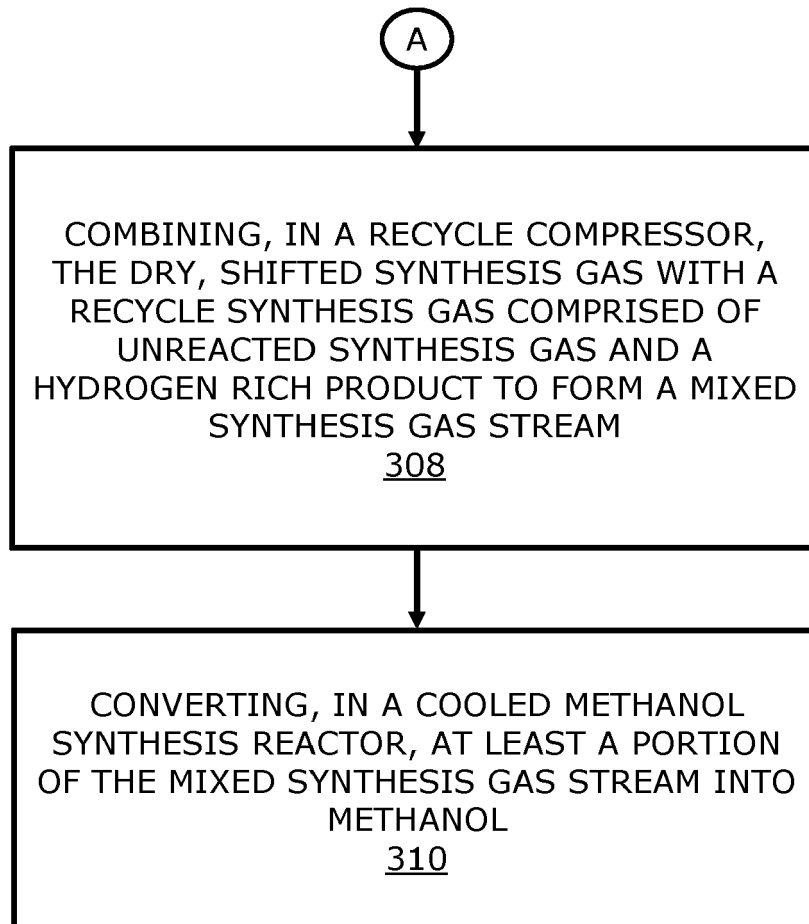 A
COMBINING, IN A RECYCLE COMPRESSOR,
THE DRY, SHIFTED SYNTHESIS GAS WITH A
RECYCLE SYNTHESIS GAS COMPRISED OF
UNREACTED SYNTHESIS GAS AND A
HYDROGEN RICH PRODUCT TO FORM A MIXED
SYNTHESIS GAS STREAM
308
CONVERTING, IN A COOLED METHANOL
SYNTHESIS REACTOR, AT LEAST A PORTION
OF THE MIXED SYNTHESIS GAS STREAM INTO
METHANOL
310